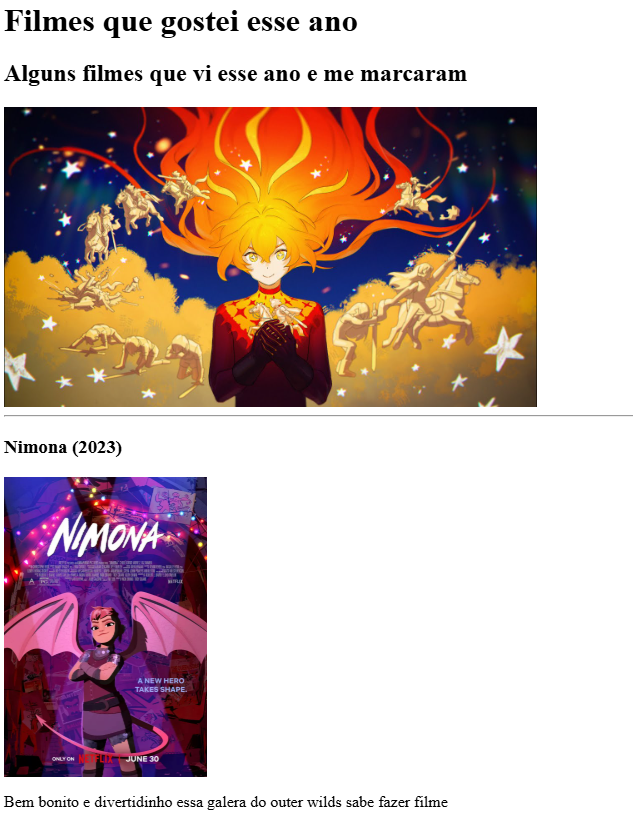 Filmes que gostei esse ano
Alguns filmes que vi esse ano e me marcaram
Nimona (2023)
NIMONA
NETFLIX
A NEW HERO
TAKES SHAPE.
ONLY ON NETFLIX JUNE 30
Bem bonito e divertidinho essa galera do outer wilds sabe fazer filme